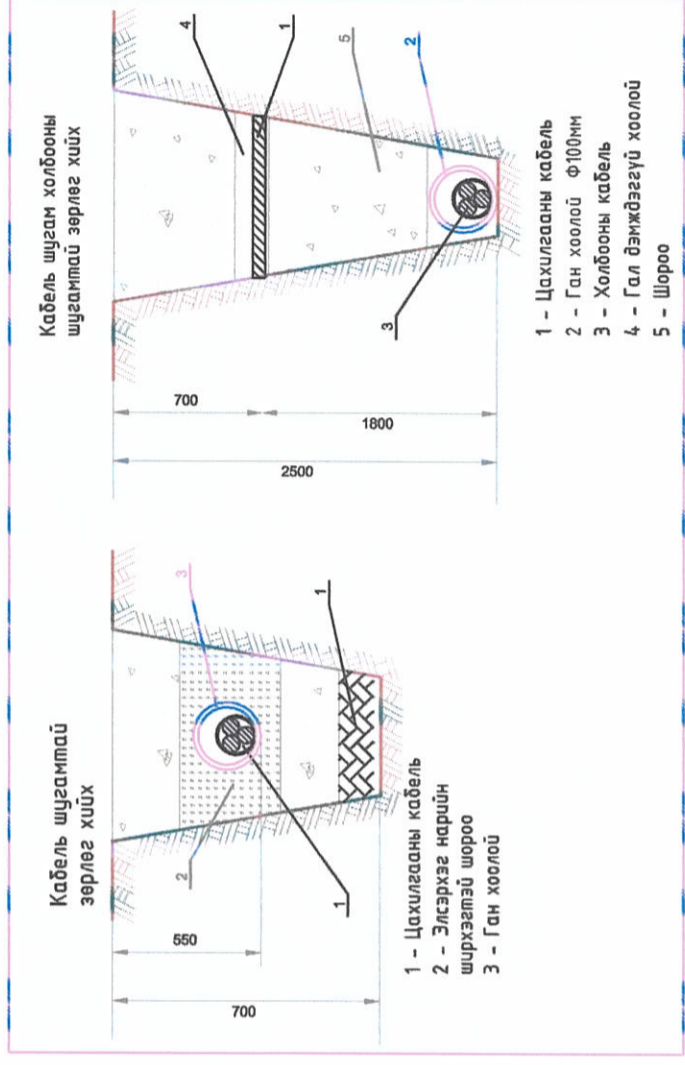 Кабель шугамтай
зөрлөг хийх
3
2
1
1
550
700
1 - Цахилгааны кабель
2 - Элсэрхэг нарийн
ширхэгтэй шороо
3 - Ган хоолой
Кабель шугам холбооны
шугамтай зөрлөг хийх
4
1
5
2
3
700
1800
2500
1 - Цахилгааны кабель
2 - Ган хоолой Ф100мм
3 - Холбооны кабель
4 - Гал дэмждэггүй хоолой
5 - Шороо